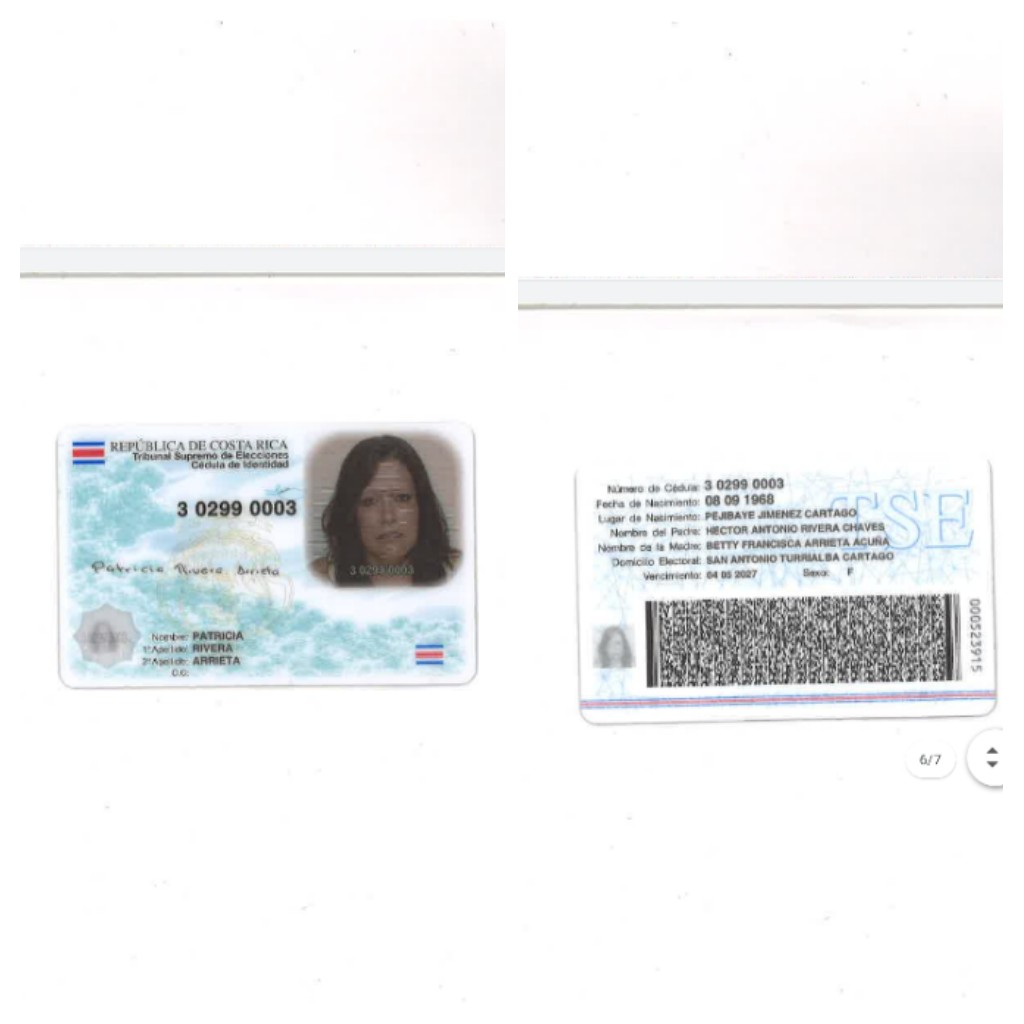 REPÚBLICA DE COSTA RICA
Tribunal Supremo de Elecciones
Cédula de Identidad
3 0299 0003
3 0299 0003
Patricia Rivera Arrieta
Nombre: PATRICIA
1° Apellido: RIVERA
2° Apellido: ARRIETA
C.C:
TSE
Número de Cédula: 3 0299 0003
Fecha de Nacimiento: 08 09 1968
Lugar de Nacimiento: PEJIBAYE JIMENEZ CARTAGO
Nombre del Padre: HECTOR ANTONIO RIVERA CHAVES
Nombre de la Madre: BETTY FRANCISCA ARRIETA ACUÑA
Domicilio Electoral: SAN ANTONIO TURRIALBA CARTAGO
Vencimiento: 04 05 2027 Sexo: F
000523915
6/7